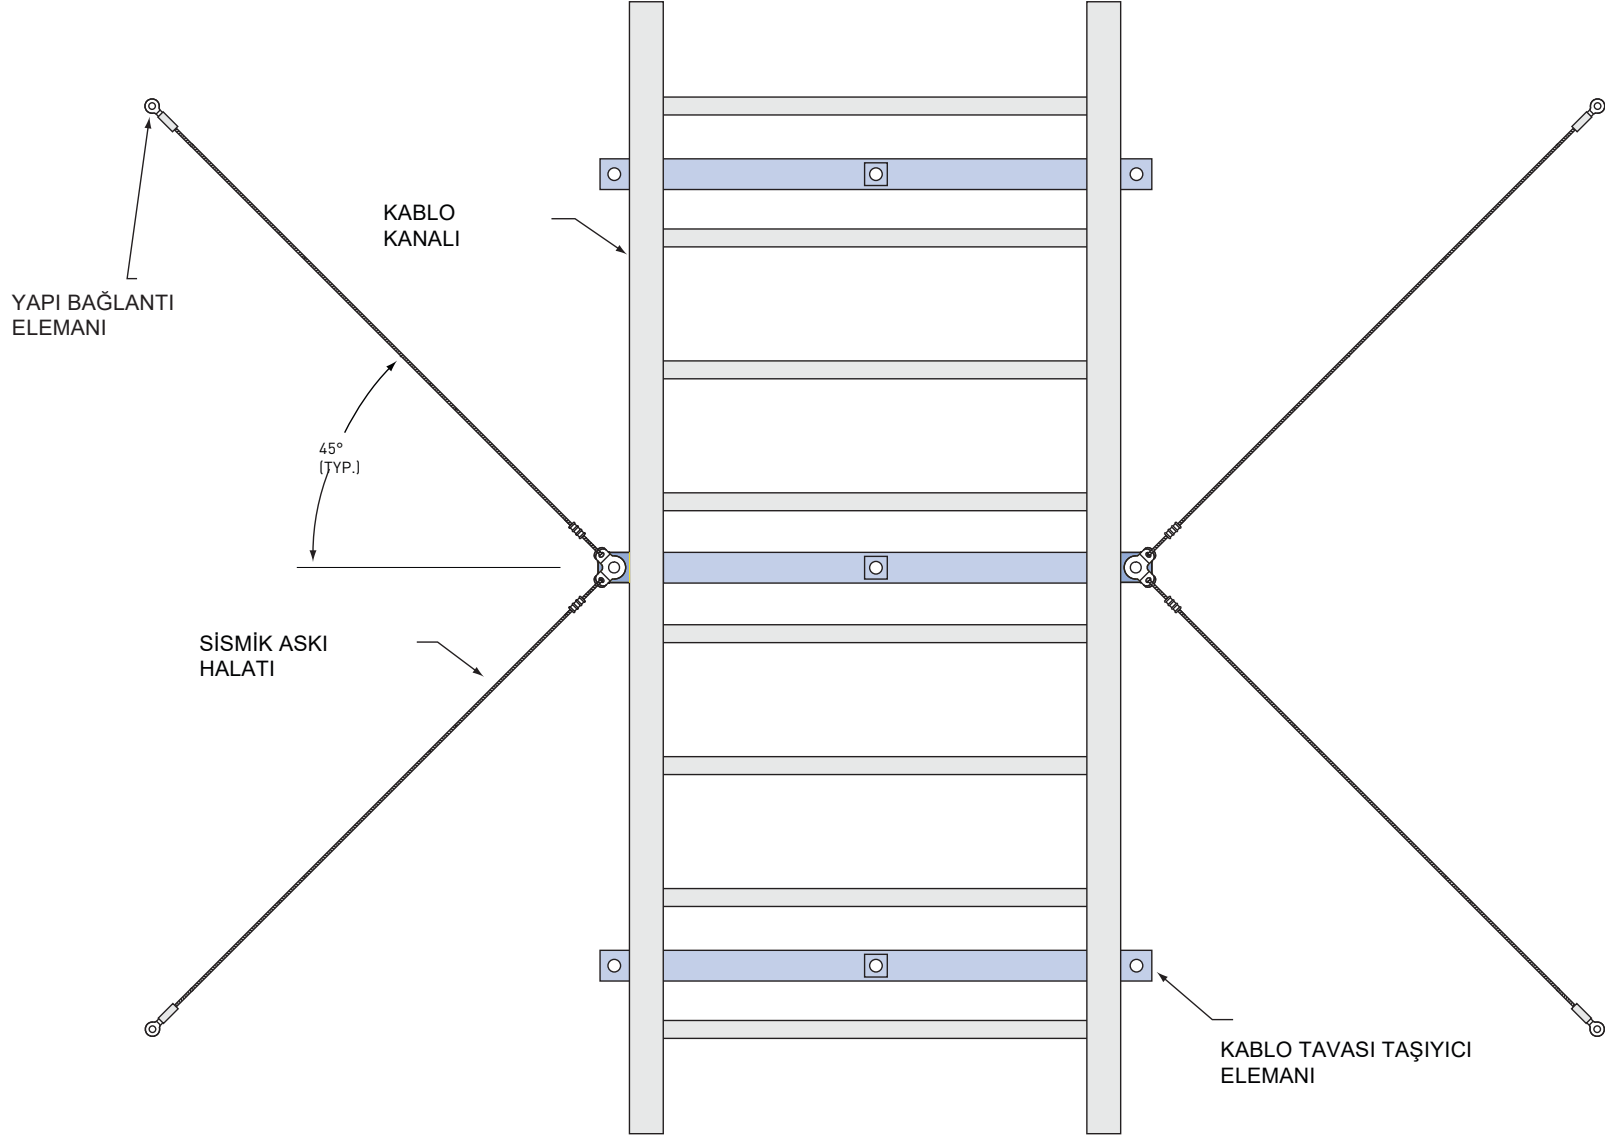 KABLO
KANALI
YAPI BAĞLANTI
ELEMANI
45°
(TYP.)
SİSMİK ASKI
HALATI
KABLO TAVASI TAŞIYICI
ELEMANI